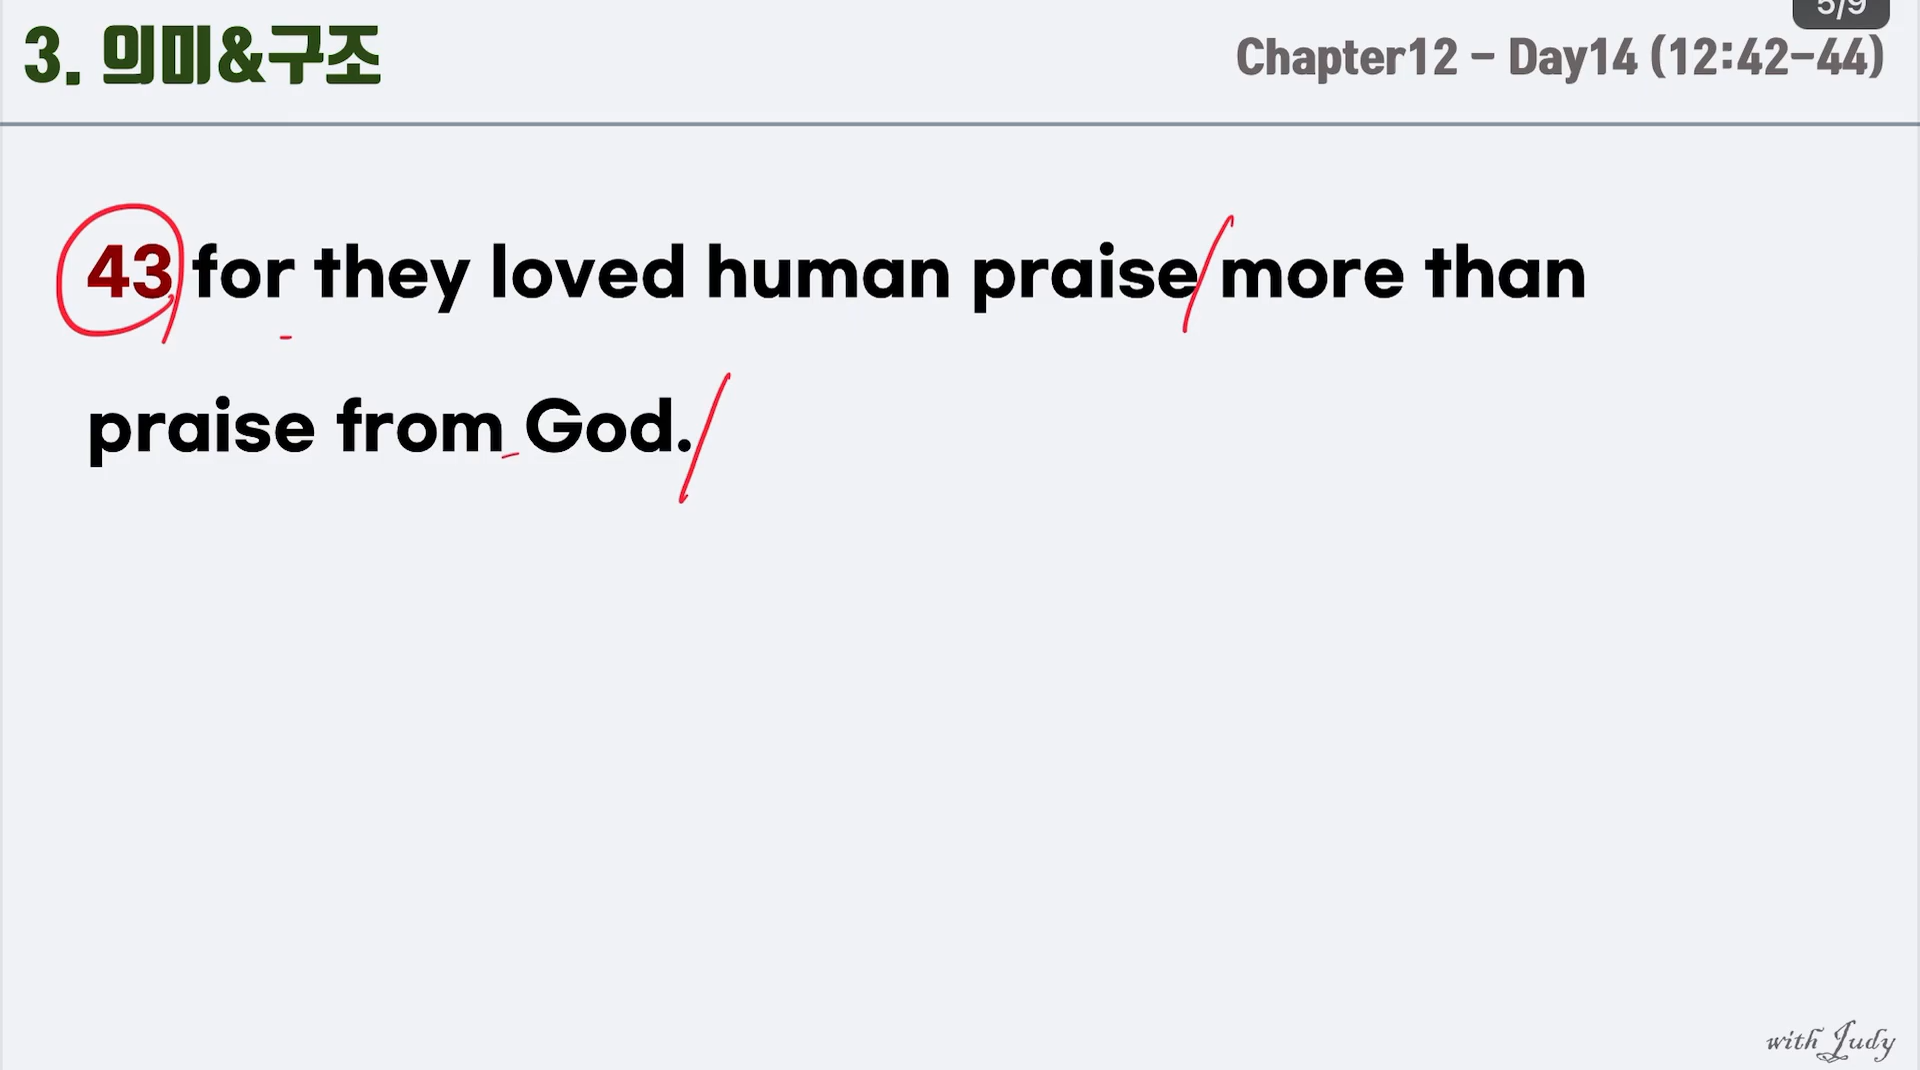 5/9
3. 의미&구조
Chapter12 - Day14 (12:42-44)
43 for they loved human praise more than
praise from God.
with Judy